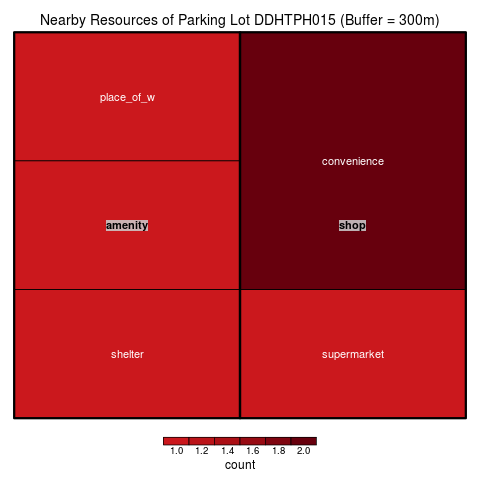 Nearby Resources of Parking Lot DDHTPH015 (Buffer = 300m)
place_of_w
convenience
amenity
shop
shelter
supermarket
1.0 1.2 1.4 1.6 1.8 2.0
count